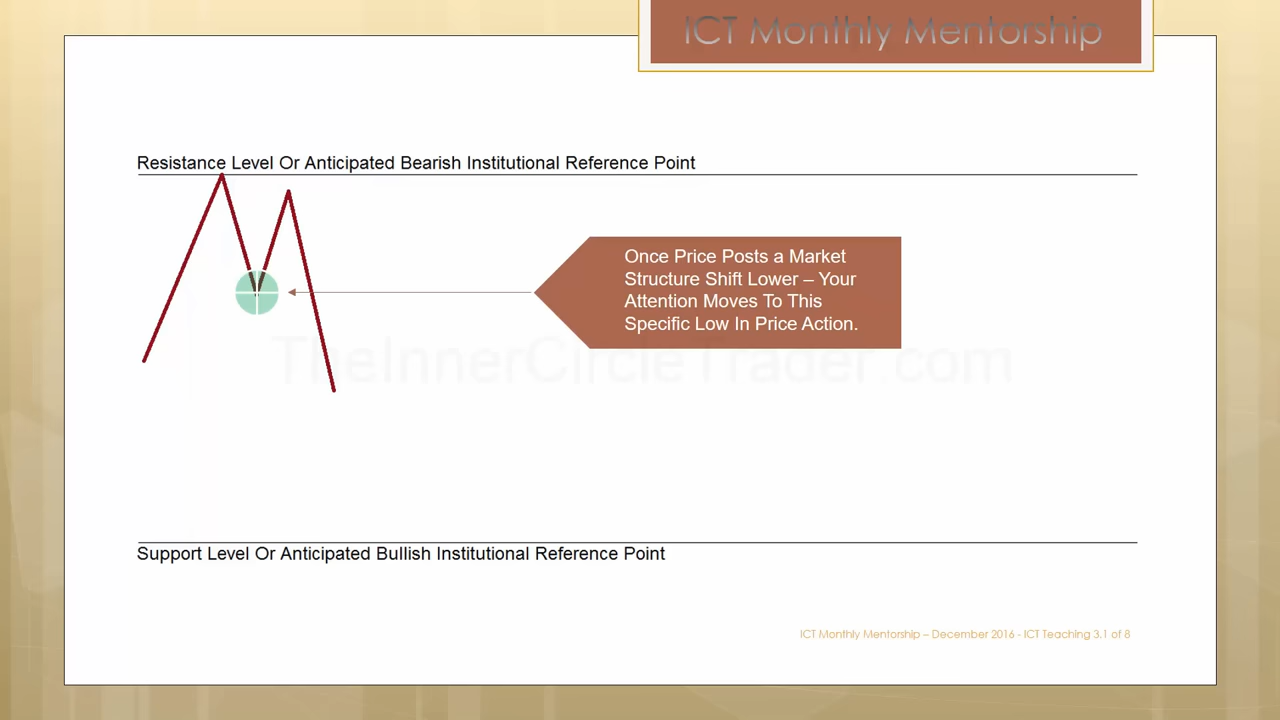 ICT Monthly Mentorship
Resistance Level Or Anticipated Bearish Institutional Reference Point
Once Price Posts a Market
Structure Shift Lower – Your
Attention Moves To This
Specific Low In Price Action.
TheInnerCircleTrader.com
Support Level Or Anticipated Bullish Institutional Reference Point
ICT Monthly Mentorship – December 2016 - ICT Teaching 3.1 of 8